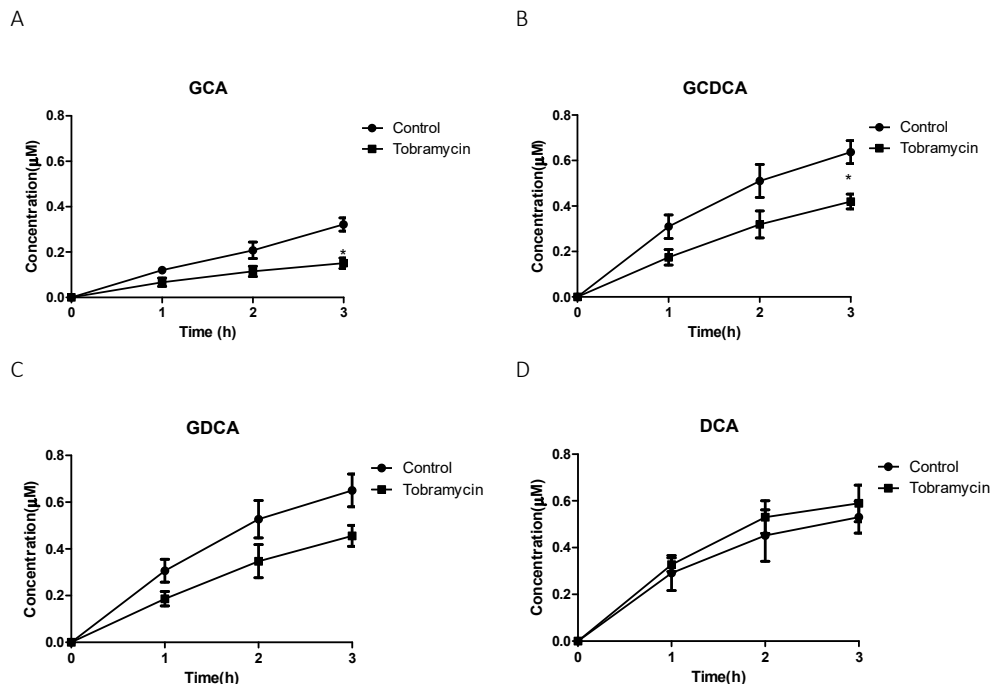 A
GCA
Concentration(µM)
0.8
0.6
0.4
0.2
0.0
0
1
2
3
Time (h)
Control
Tobramycin
*
B
GCDCA
Concentration(µM)
0.8
0.6
0.4
0.2
0.0
0
1
2
3
Time(h)
Control
Tobramycin
*
C
GDCA
Concentration(µM)
0.8
0.6
0.4
0.2
0.0
0
1
2
3
Time(h)
Control
Tobramycin
D
DCA
Concentration(µM)
0.8
0.6
0.4
0.2
0.0
0
1
2
3
Time(h)
Control
Tobramycin